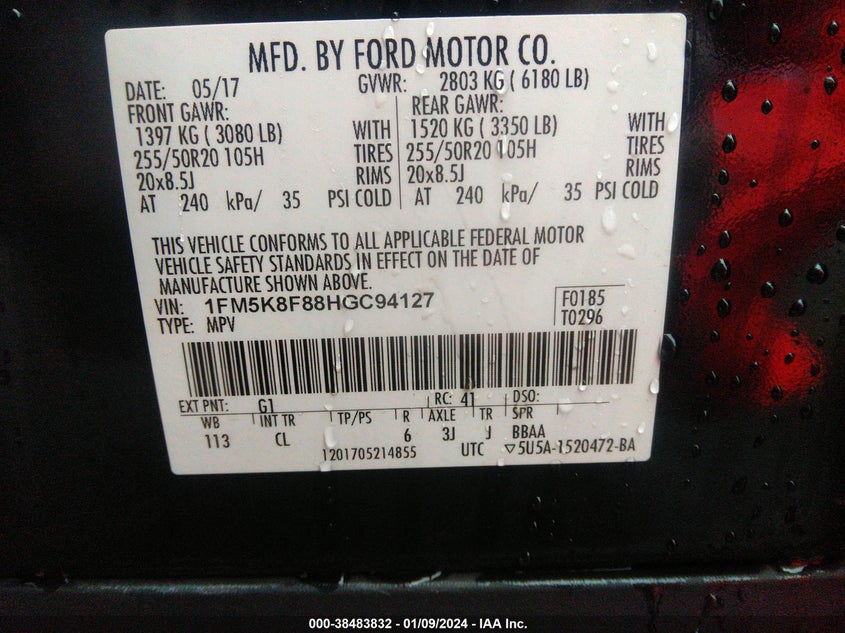 MFD. BY FORD MOTOR CO.
DATE: 05/17 GVWR: 2803 KG ( 6180 LB)
FRONT GAWR: REAR GAWR:
1397 KG ( 3080 LB) WITH 1520 KG ( 3350 LB) WITH
255/50R20 105H TIRES 255/50R20 105H TIRES
20x8.5J RIMS 20x8.5J RIMS
AT 240 kPa/ 35 PSI COLD AT 240 kPa/ 35 PSI COLD
THIS VEHICLE CONFORMS TO ALL APPLICABLE FEDERAL MOTOR
VEHICLE SAFETY STANDARDS IN EFFECT ON THE DATE OF
MANUFACTURE SHOWN ABOVE.
VIN: 1FM5K8F88HGC94127 F0185
TYPE: MPV T0296
EXT PNT: G1 RC: 41 DSO:
WB INT TR TP/PS R AXLE TR SPR
113 CL 6 3J J BBAA
1201705214855 UTC ▽5U5A-1520472-BA
000-38483832 - 01/09/2024 - IAA Inc.